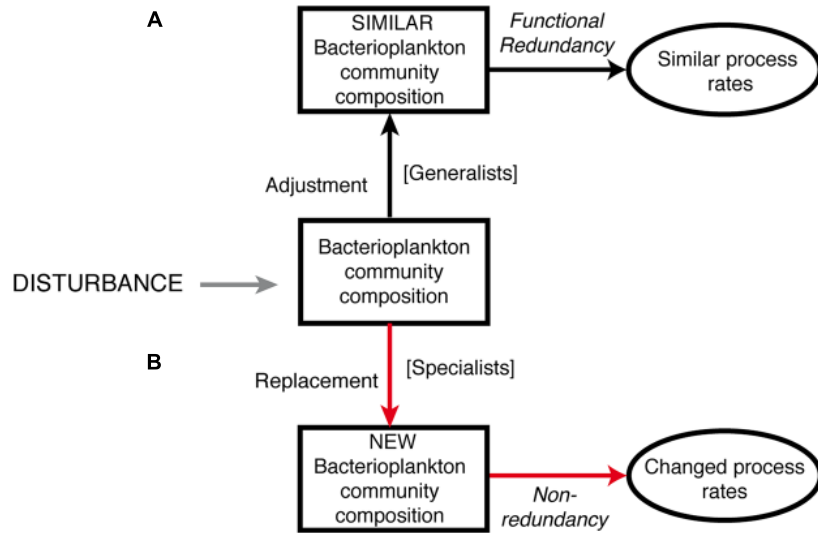 A
SIMILAR
Bacterioplankton
community
composition
Functional
Redundancy
Similar process
rates
Adjustment
[Generalists]
DISTURBANCE
Bacterioplankton
community
composition
B
Replacement
[Specialists]
NEW
Bacterioplankton
community
composition
Non-
redundancy
Changed process
rates